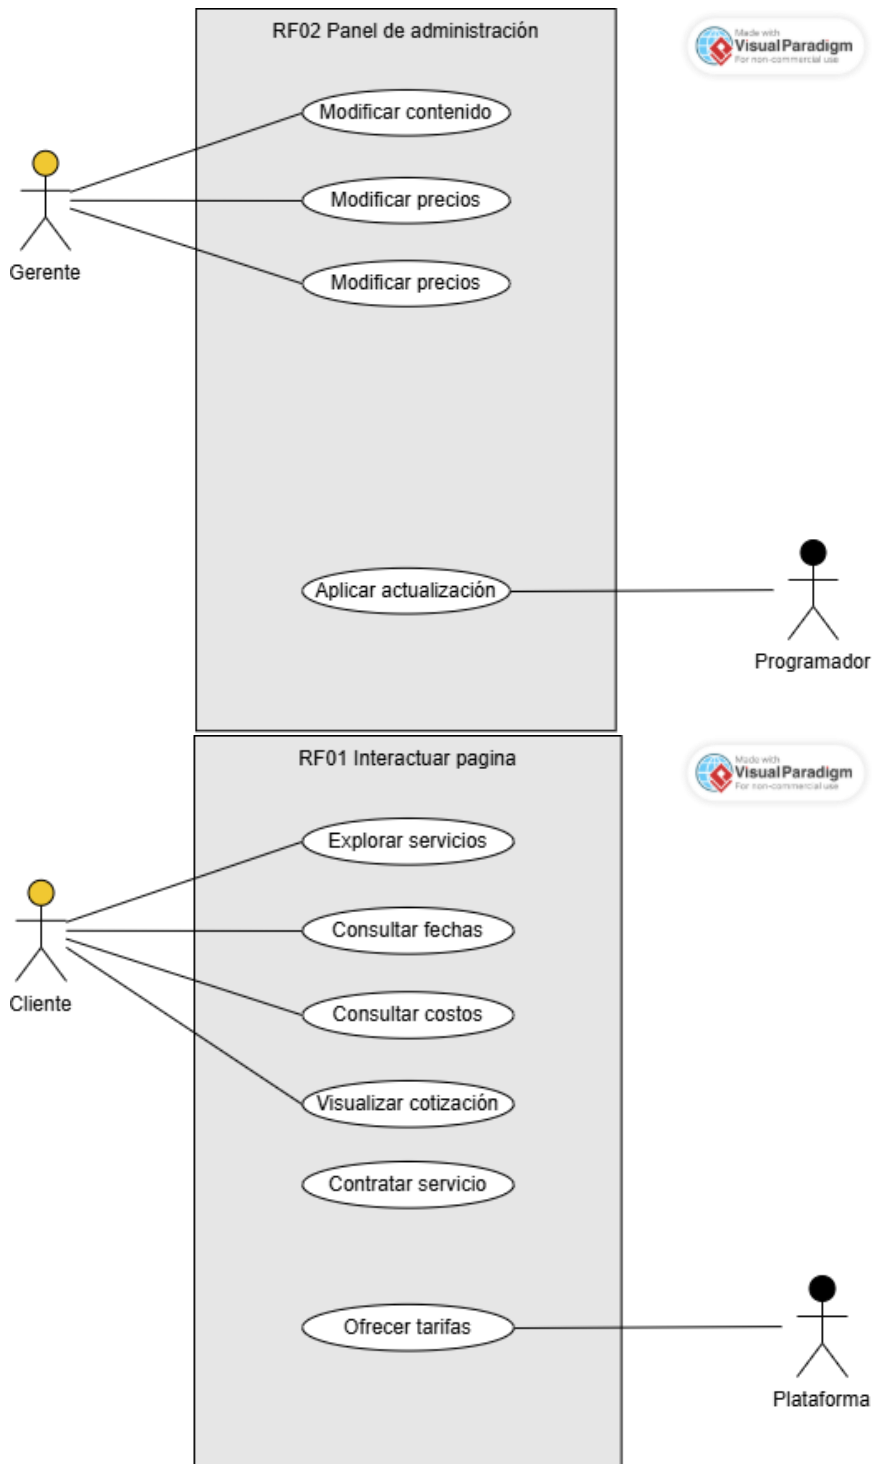 RF02 Panel de administración
Made with
Visual Paradigm
For non-commercial use
Modificar contenido
Modificar precios
Modificar precios
Gerente
Aplicar actualización
Programador
RF01 Interactuar pagina
Made with
Visual Paradigm
For non-commercial use
Explorar servicios
Consultar fechas
Consultar costos
Cliente
Visualizar cotización
Contratar servicio
Ofrecer tarifas
Plataforma